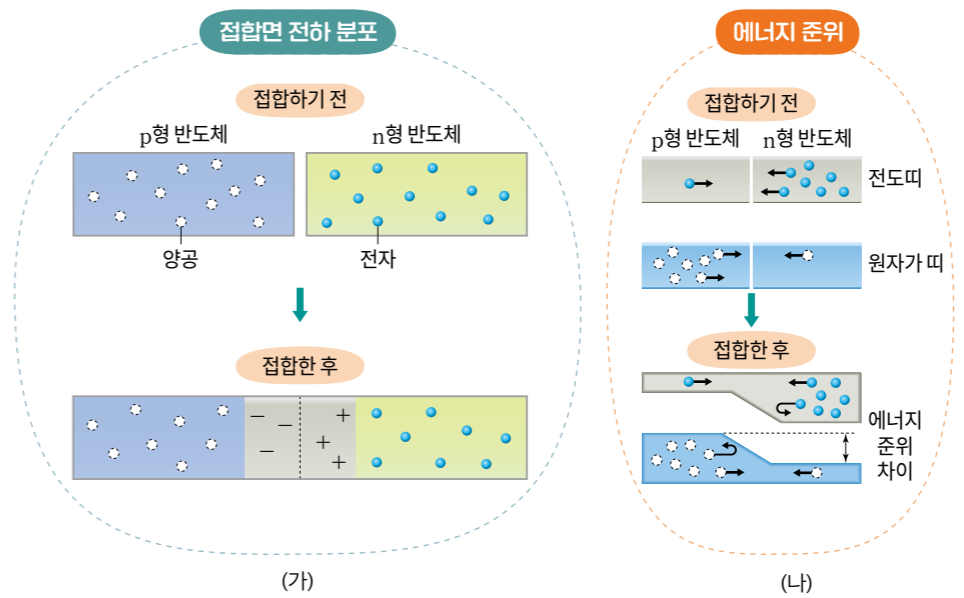 접합면 전하 분포
접합하기 전
p형 반도체
n형 반도체
양공
전자
접합한 후
− − − + + +
(가)
에너지 준위
접합하기 전
p형 반도체
n형 반도체
전도띠
원자가 띠
접합한 후
에너지
준위
차이
(나)